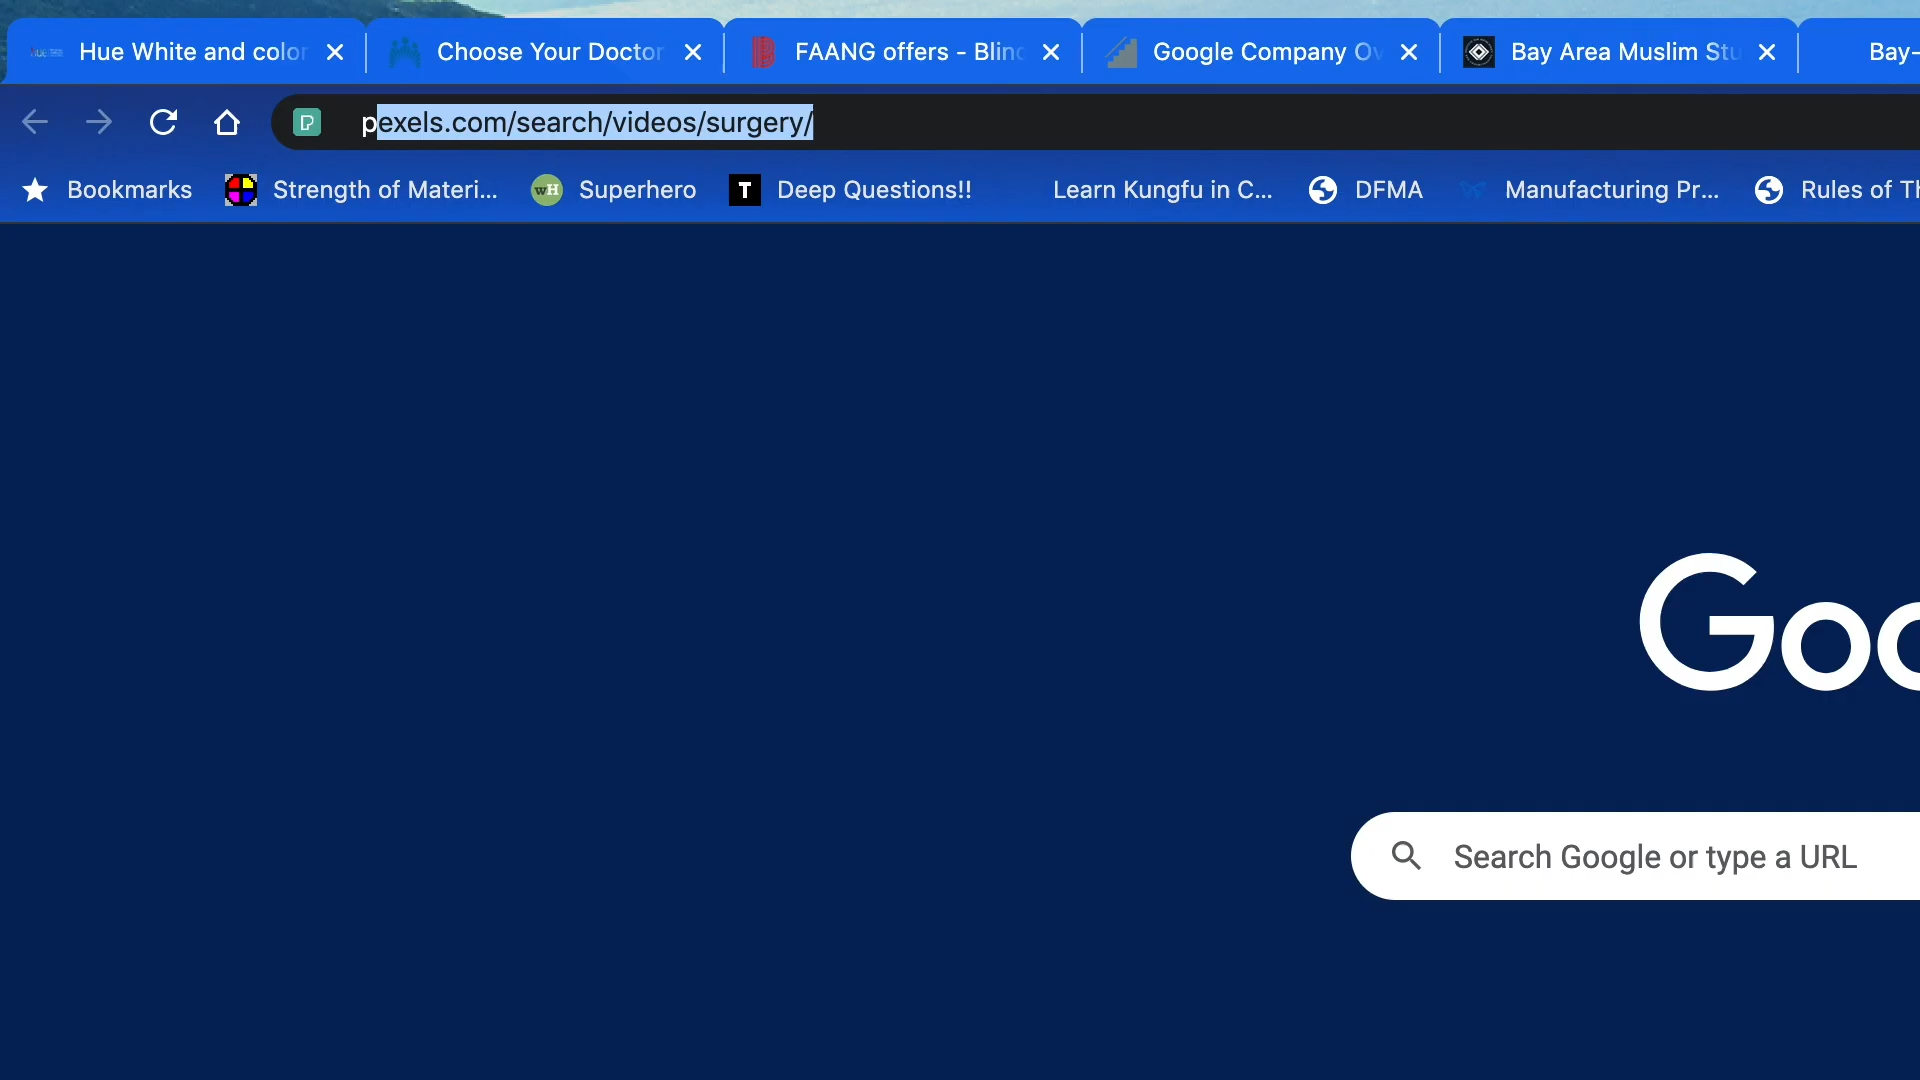 Hue White and color
Choose Your Doctor
FAANG offers - Blind
Google Company Ov
Bay Area Muslim Stu
Bay-
pexels.com/search/videos/surgery/
Bookmarks
Strength of Materi...
wH
Superhero
T
Deep Questions!!
Learn Kungfu in C...
DFMA
Manufacturing Pr...
Rules of Th
Goo
Search Google or type a URL